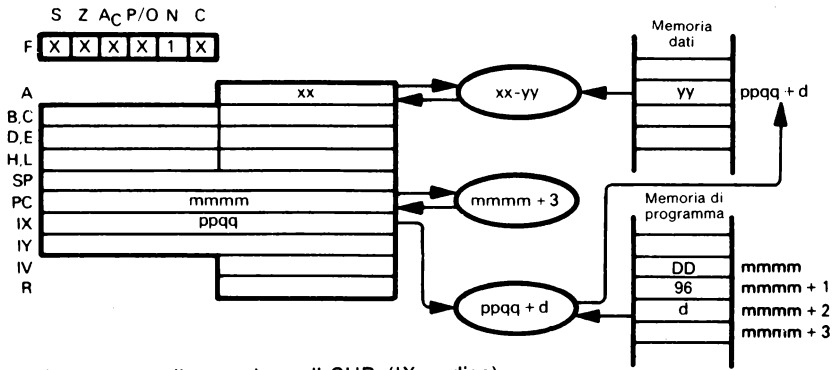 S Z AC P/O N C
F X X X X 1 X
A xx
B,C
D,E
H,L
SP
PC mmmm
IX ppqq
IY
IV
R
xx-yy
mmmm + 3
ppqq + d
Memoria
dati
yy ppqq + d
Memoria di
programma
DD mmmm
96 mmmm + 1
d mmmm + 2
mmmm + 3